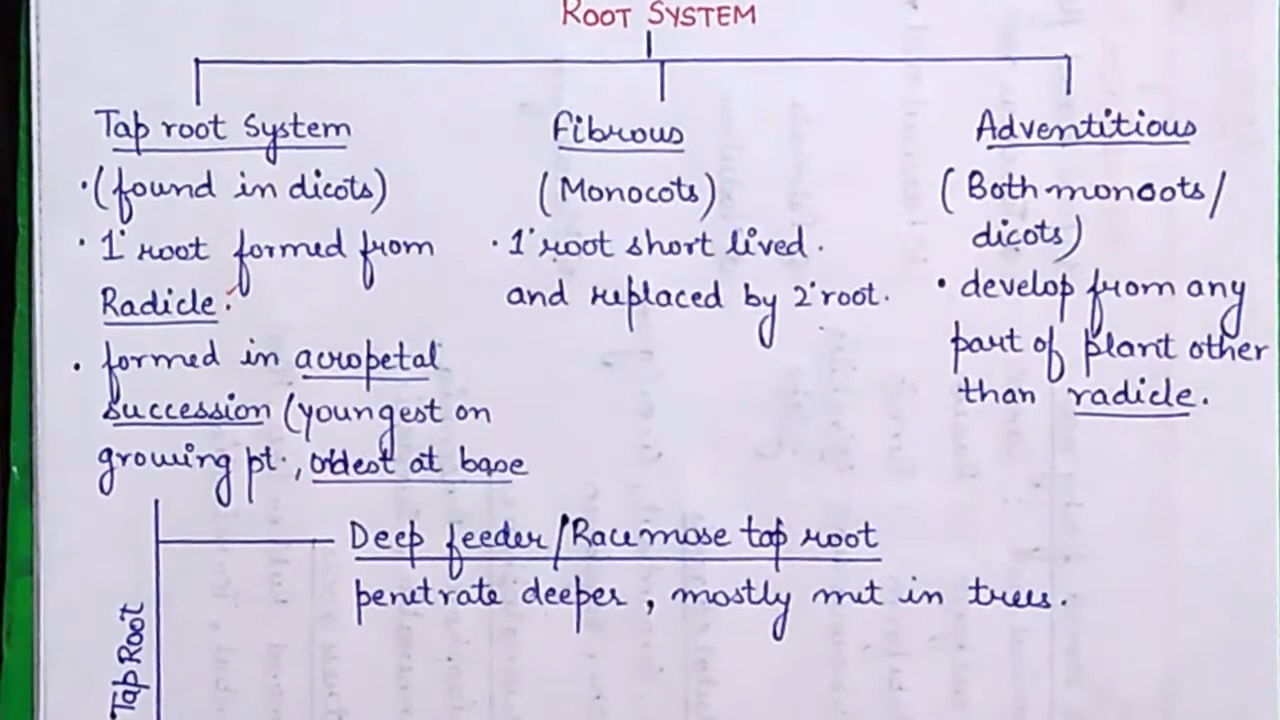 ROOT SYSTEM
Tap root System
·(found in dicots)
· 1° root formed from
Radicle.
· formed in acropetal
succession (youngest on
growing pt., oldest at base
Fibrous
(Monocots)
· 1° root short lived.
and replaced by 2° root.
Adventitious
(Both monocots/
dicots)
· develop from any
part of plant other
than radicle.
Tap Root
Deep feeder/Racemose tap root
penetrate deeper, mostly met in trees.